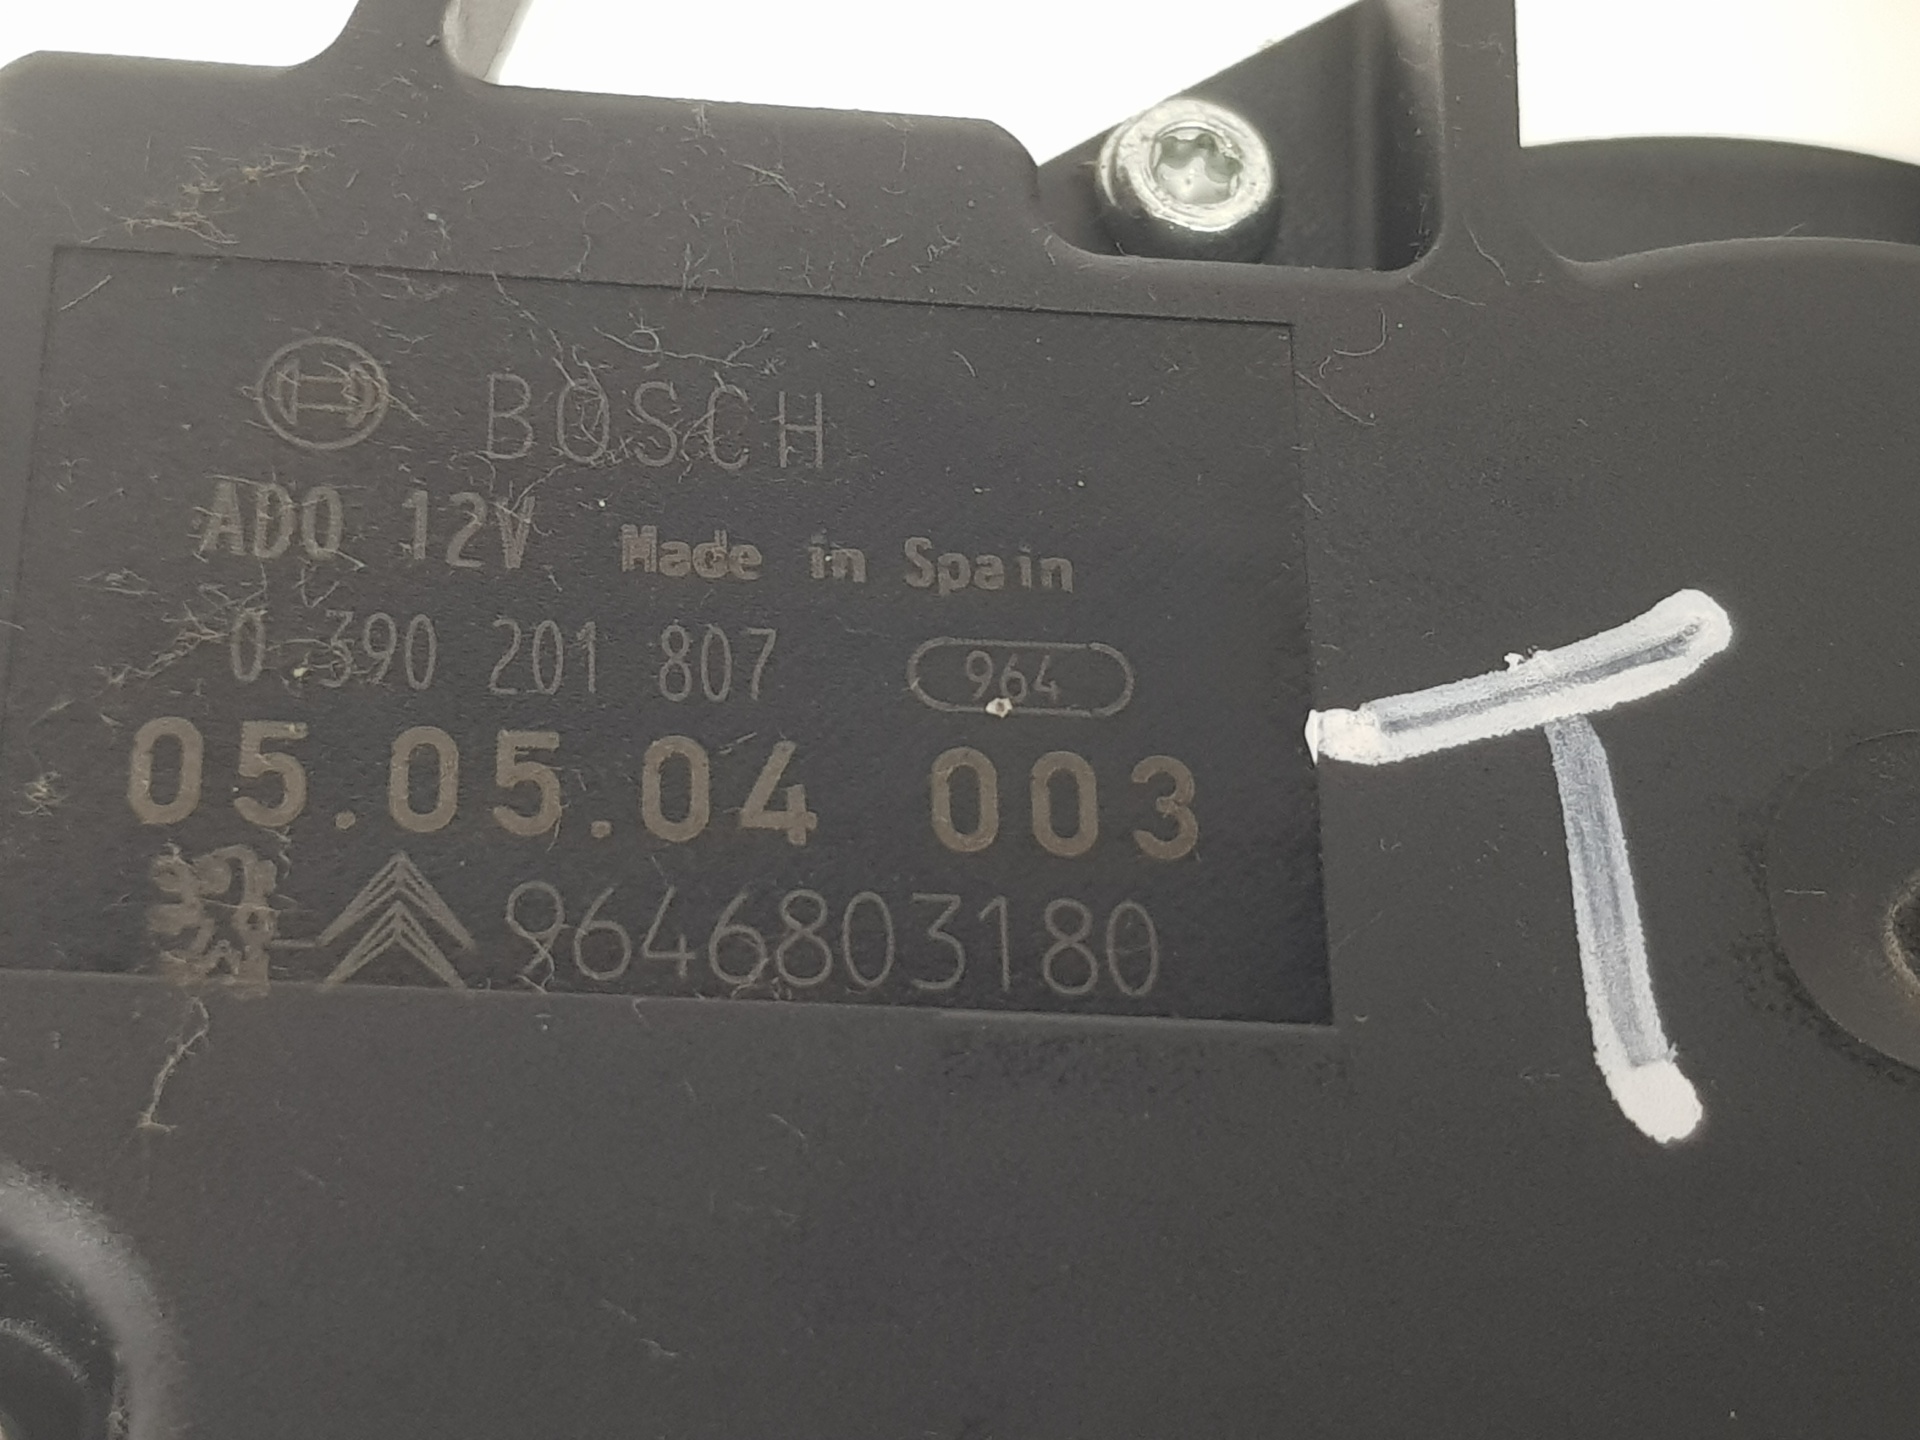 BOSCH
ADO 12V Made in Spain
0 390 201 807 964
05.05.04 003
9646803180
T